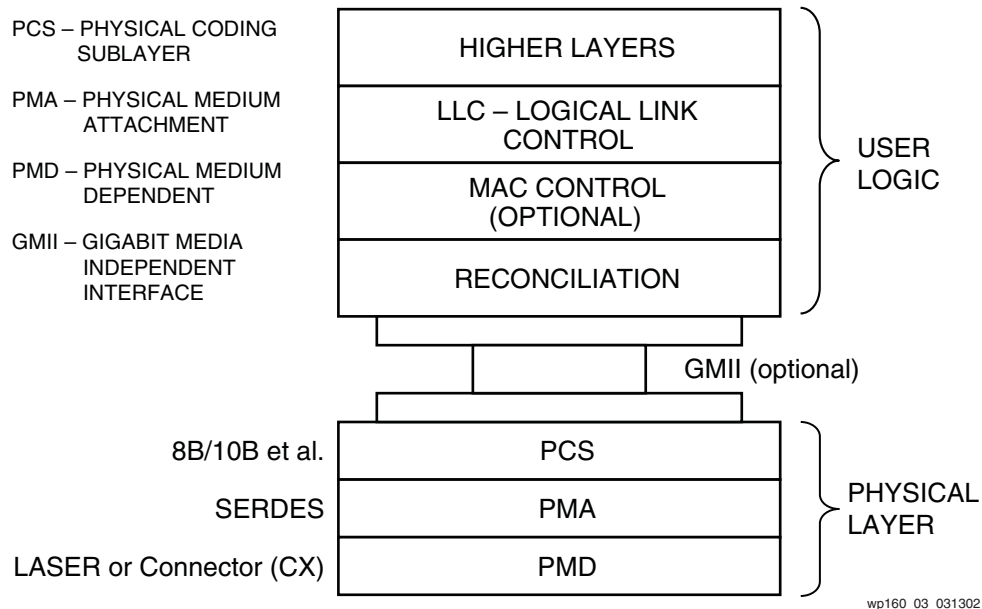 PCS – PHYSICAL CODING
SUBLAYER
PMA – PHYSICAL MEDIUM
ATTACHMENT
PMD – PHYSICAL MEDIUM
DEPENDENT
GMII – GIGABIT MEDIA
INDEPENDENT
INTERFACE
HIGHER LAYERS
LLC – LOGICAL LINK
CONTROL
MAC CONTROL
(OPTIONAL)
RECONCILIATION
USER
LOGIC
GMII (optional)
8B/10B et al.
PCS
SERDES
PMA
LASER or Connector (CX)
PMD
PHYSICAL
LAYER
wp160_03_031302